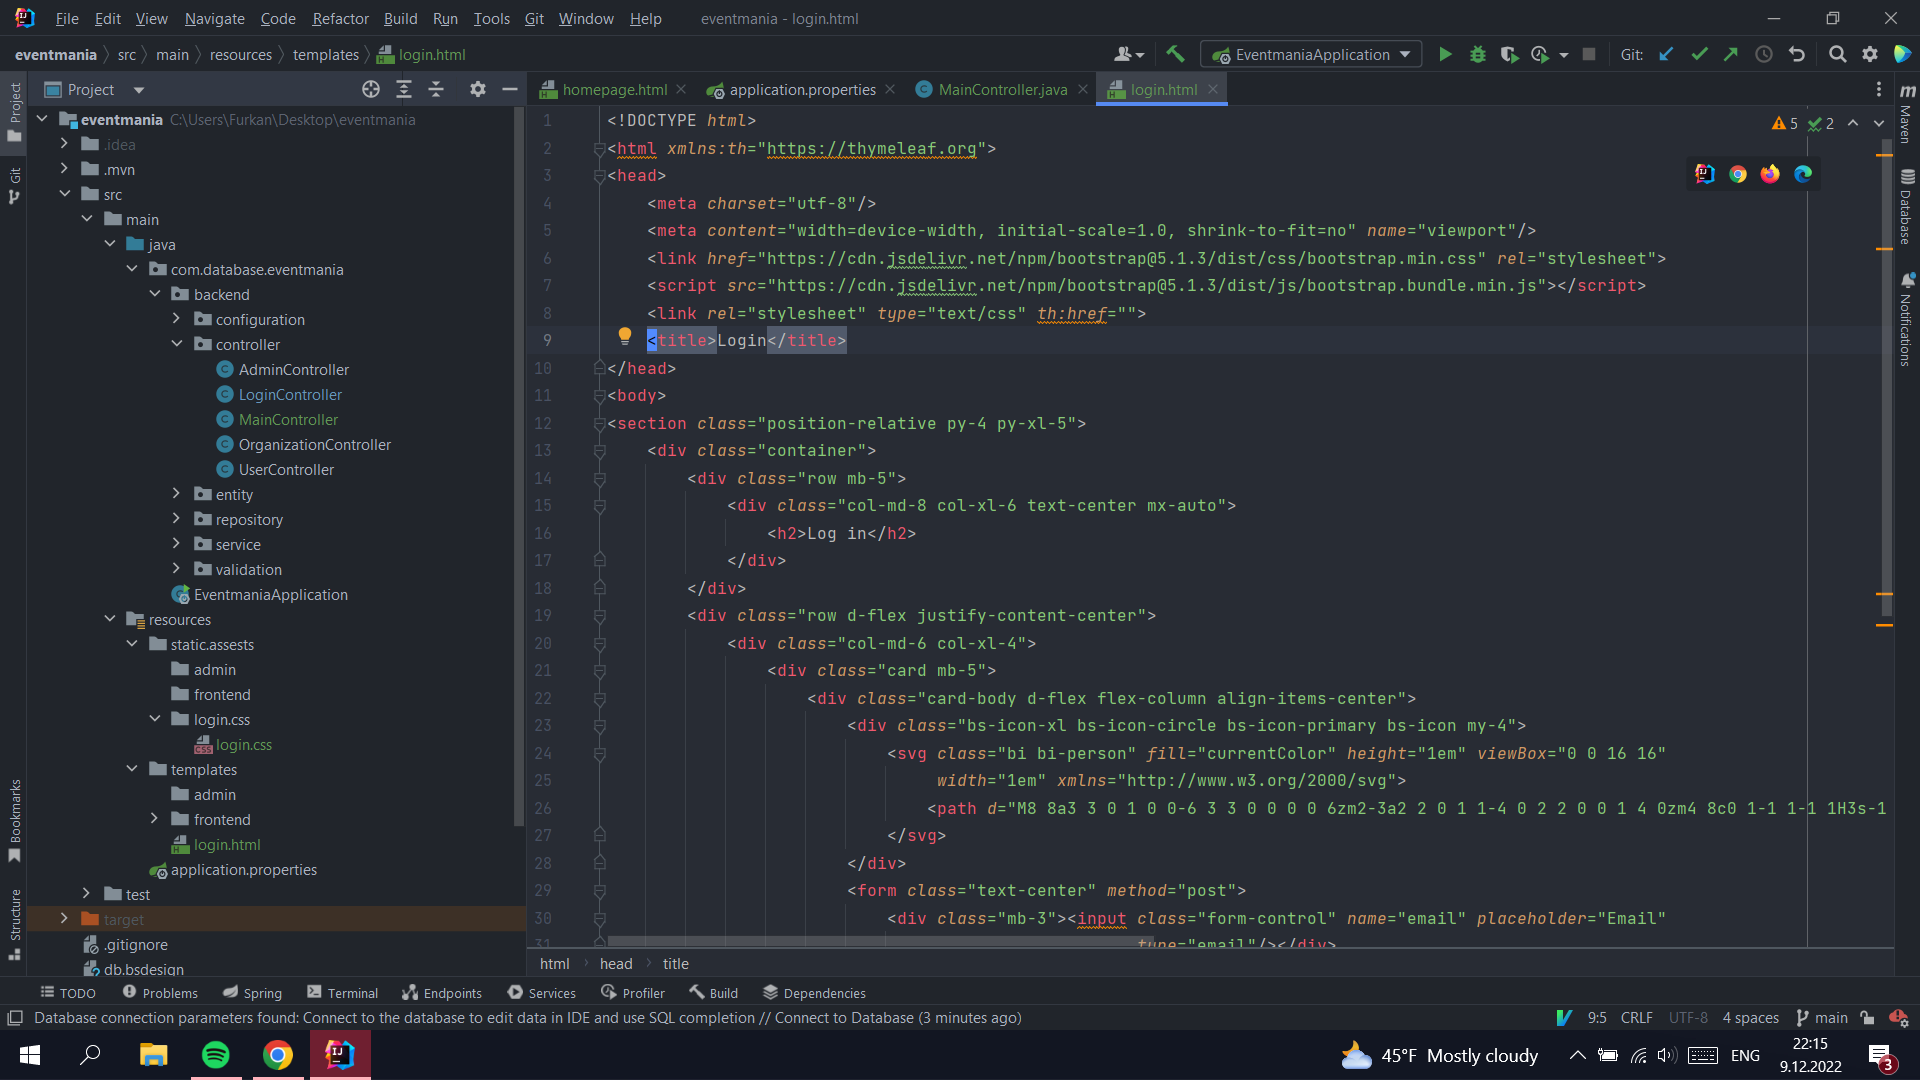 File Edit View Navigate Code Refactor Build Run Tools Git Window Help eventmania - login.html
eventmania src main resources templates login.html EventmaniaApplication Git:
Project
homepage.html application.properties MainController.java login.html
Project
Git
Bookmarks
Structure
eventmania C:\Users\Furkan\Desktop\eventmania
.idea
.mvn
src
main
java
com.database.eventmania
backend
configuration
controller
AdminController
LoginController
MainController
OrganizationController
UserController
entity
repository
service
validation
EventmaniaApplication
resources
static.assests
admin
frontend
login.css
login.css
templates
admin
frontend
login.html
application.properties
test
target
.gitignore
db.bsdesign
5 2
1 <!DOCTYPE html>
2 <html xmlns:th="https://thymeleaf.org">
3 <head>
4 <meta charset="utf-8"/>
5 <meta content="width=device-width, initial-scale=1.0, shrink-to-fit=no" name="viewport"/>
6 <link href="https://cdn.jsdelivr.net/npm/bootstrap@5.1.3/dist/css/bootstrap.min.css" rel="stylesheet">
7 <script src="https://cdn.jsdelivr.net/npm/bootstrap@5.1.3/dist/js/bootstrap.bundle.min.js"></script>
8 <link rel="stylesheet" type="text/css" th:href="">
9 <title>Login</title>
10 </head>
11 <body>
12 <section class="position-relative py-4 py-xl-5">
13 <div class="container">
14 <div class="row mb-5">
15 <div class="col-md-8 col-xl-6 text-center mx-auto">
16 <h2>Log in</h2>
17 </div>
18 </div>
19 <div class="row d-flex justify-content-center">
20 <div class="col-md-6 col-xl-4">
21 <div class="card mb-5">
22 <div class="card-body d-flex flex-column align-items-center">
23 <div class="bs-icon-xl bs-icon-circle bs-icon-primary bs-icon my-4">
24 <svg class="bi bi-person" fill="currentColor" height="1em" viewBox="0 0 16 16"
25 width="1em" xmlns="http://www.w3.org/2000/svg">
26 <path d="M8 8a3 3 0 1 0 0-6 3 3 0 0 0 0 6zm2-3a2 2 0 1 1-4 0 2 2 0 0 1 4 0zm4 8c0 1-1 1-1 1H3s-1
27 </svg>
28 </div>
29 <form class="text-center" method="post">
30 <div class="mb-3"><input class="form-control" name="email" placeholder="Email"
31 type="email"/></div>
html head title
Maven
Database
Notifications
TODO Problems Spring Terminal Endpoints Services Profiler Build Dependencies
Database connection parameters found: Connect to the database to edit data in IDE and use SQL completion // Connect to Database (3 minutes ago) 9:5 CRLF UTF-8 4 spaces main
45°F Mostly cloudy ENG 22:15
9.12.2022 3